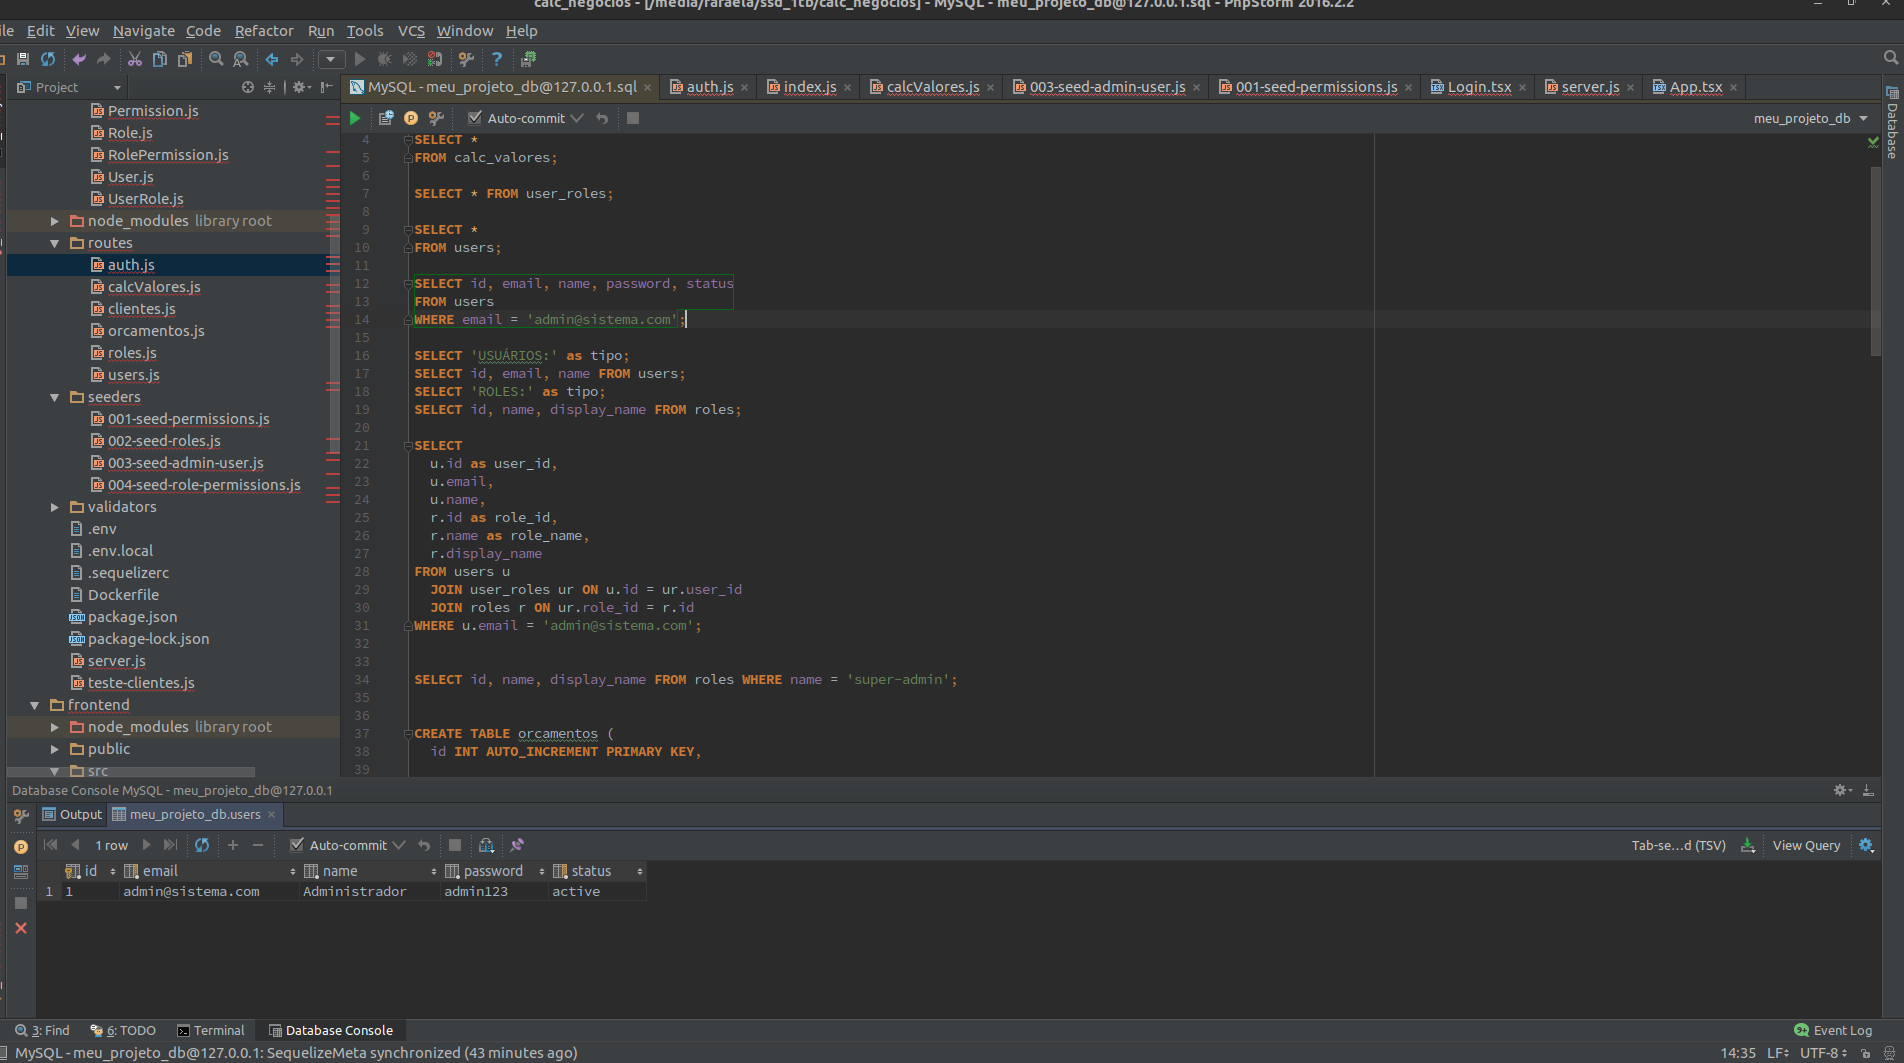 calc_negocios - [/media/rafaela/ssd_1tb/calc_negocios] - MySQL - meu_projeto_db@127.0.0.1.sql - PhpStorm 2016.2.2
ile Edit View Navigate Code Refactor Run Tools VCS Window Help
Project
MySQL - meu_projeto_db@127.0.0.1.sql auth.js index.js calcValores.js 003-seed-admin-user.js 001-seed-permissions.js Login.tsx server.js App.tsx
Auto-commit meu_projeto_db
Database
Permission.js
Role.js
RolePermission.js
User.js
UserRole.js
node_modules library root
routes
auth.js
calcValores.js
clientes.js
orcamentos.js
roles.js
users.js
seeders
001-seed-permissions.js
002-seed-roles.js
003-seed-admin-user.js
004-seed-role-permissions.js
validators
.env
.env.local
.sequelizerc
Dockerfile
package.json
package-lock.json
server.js
teste-clientes.js
frontend
node_modules library root
public
src
4 SELECT *
5 FROM calc_valores;
6
7 SELECT * FROM user_roles;
8
9 SELECT *
10 FROM users;
11
12 SELECT id, email, name, password, status
13 FROM users
14 WHERE email = 'admin@sistema.com';
15
16 SELECT 'USUÁRIOS:' as tipo;
17 SELECT id, email, name FROM users;
18 SELECT 'ROLES:' as tipo;
19 SELECT id, name, display_name FROM roles;
20
21 SELECT
22 u.id as user_id,
23 u.email,
24 u.name,
25 r.id as role_id,
26 r.name as role_name,
27 r.display_name
28 FROM users u
29 JOIN user_roles ur ON u.id = ur.user_id
30 JOIN roles r ON ur.role_id = r.id
31 WHERE u.email = 'admin@sistema.com';
32
33
34 SELECT id, name, display_name FROM roles WHERE name = 'super-admin';
35
36
37 CREATE TABLE orcamentos (
38 id INT AUTO_INCREMENT PRIMARY KEY,
39
Database Console MySQL - meu_projeto_db@127.0.0.1
Output meu_projeto_db.users
1 row Auto-commit Tab-se...d (TSV) View Query
id email name password status
1 1 admin@sistema.com Administrador admin123 active
3: Find 6: TODO Terminal Database Console 9+ Event Log
MySQL - meu_projeto_db@127.0.0.1: SequelizeMeta synchronized (43 minutes ago) 14:35 LF UTF-8